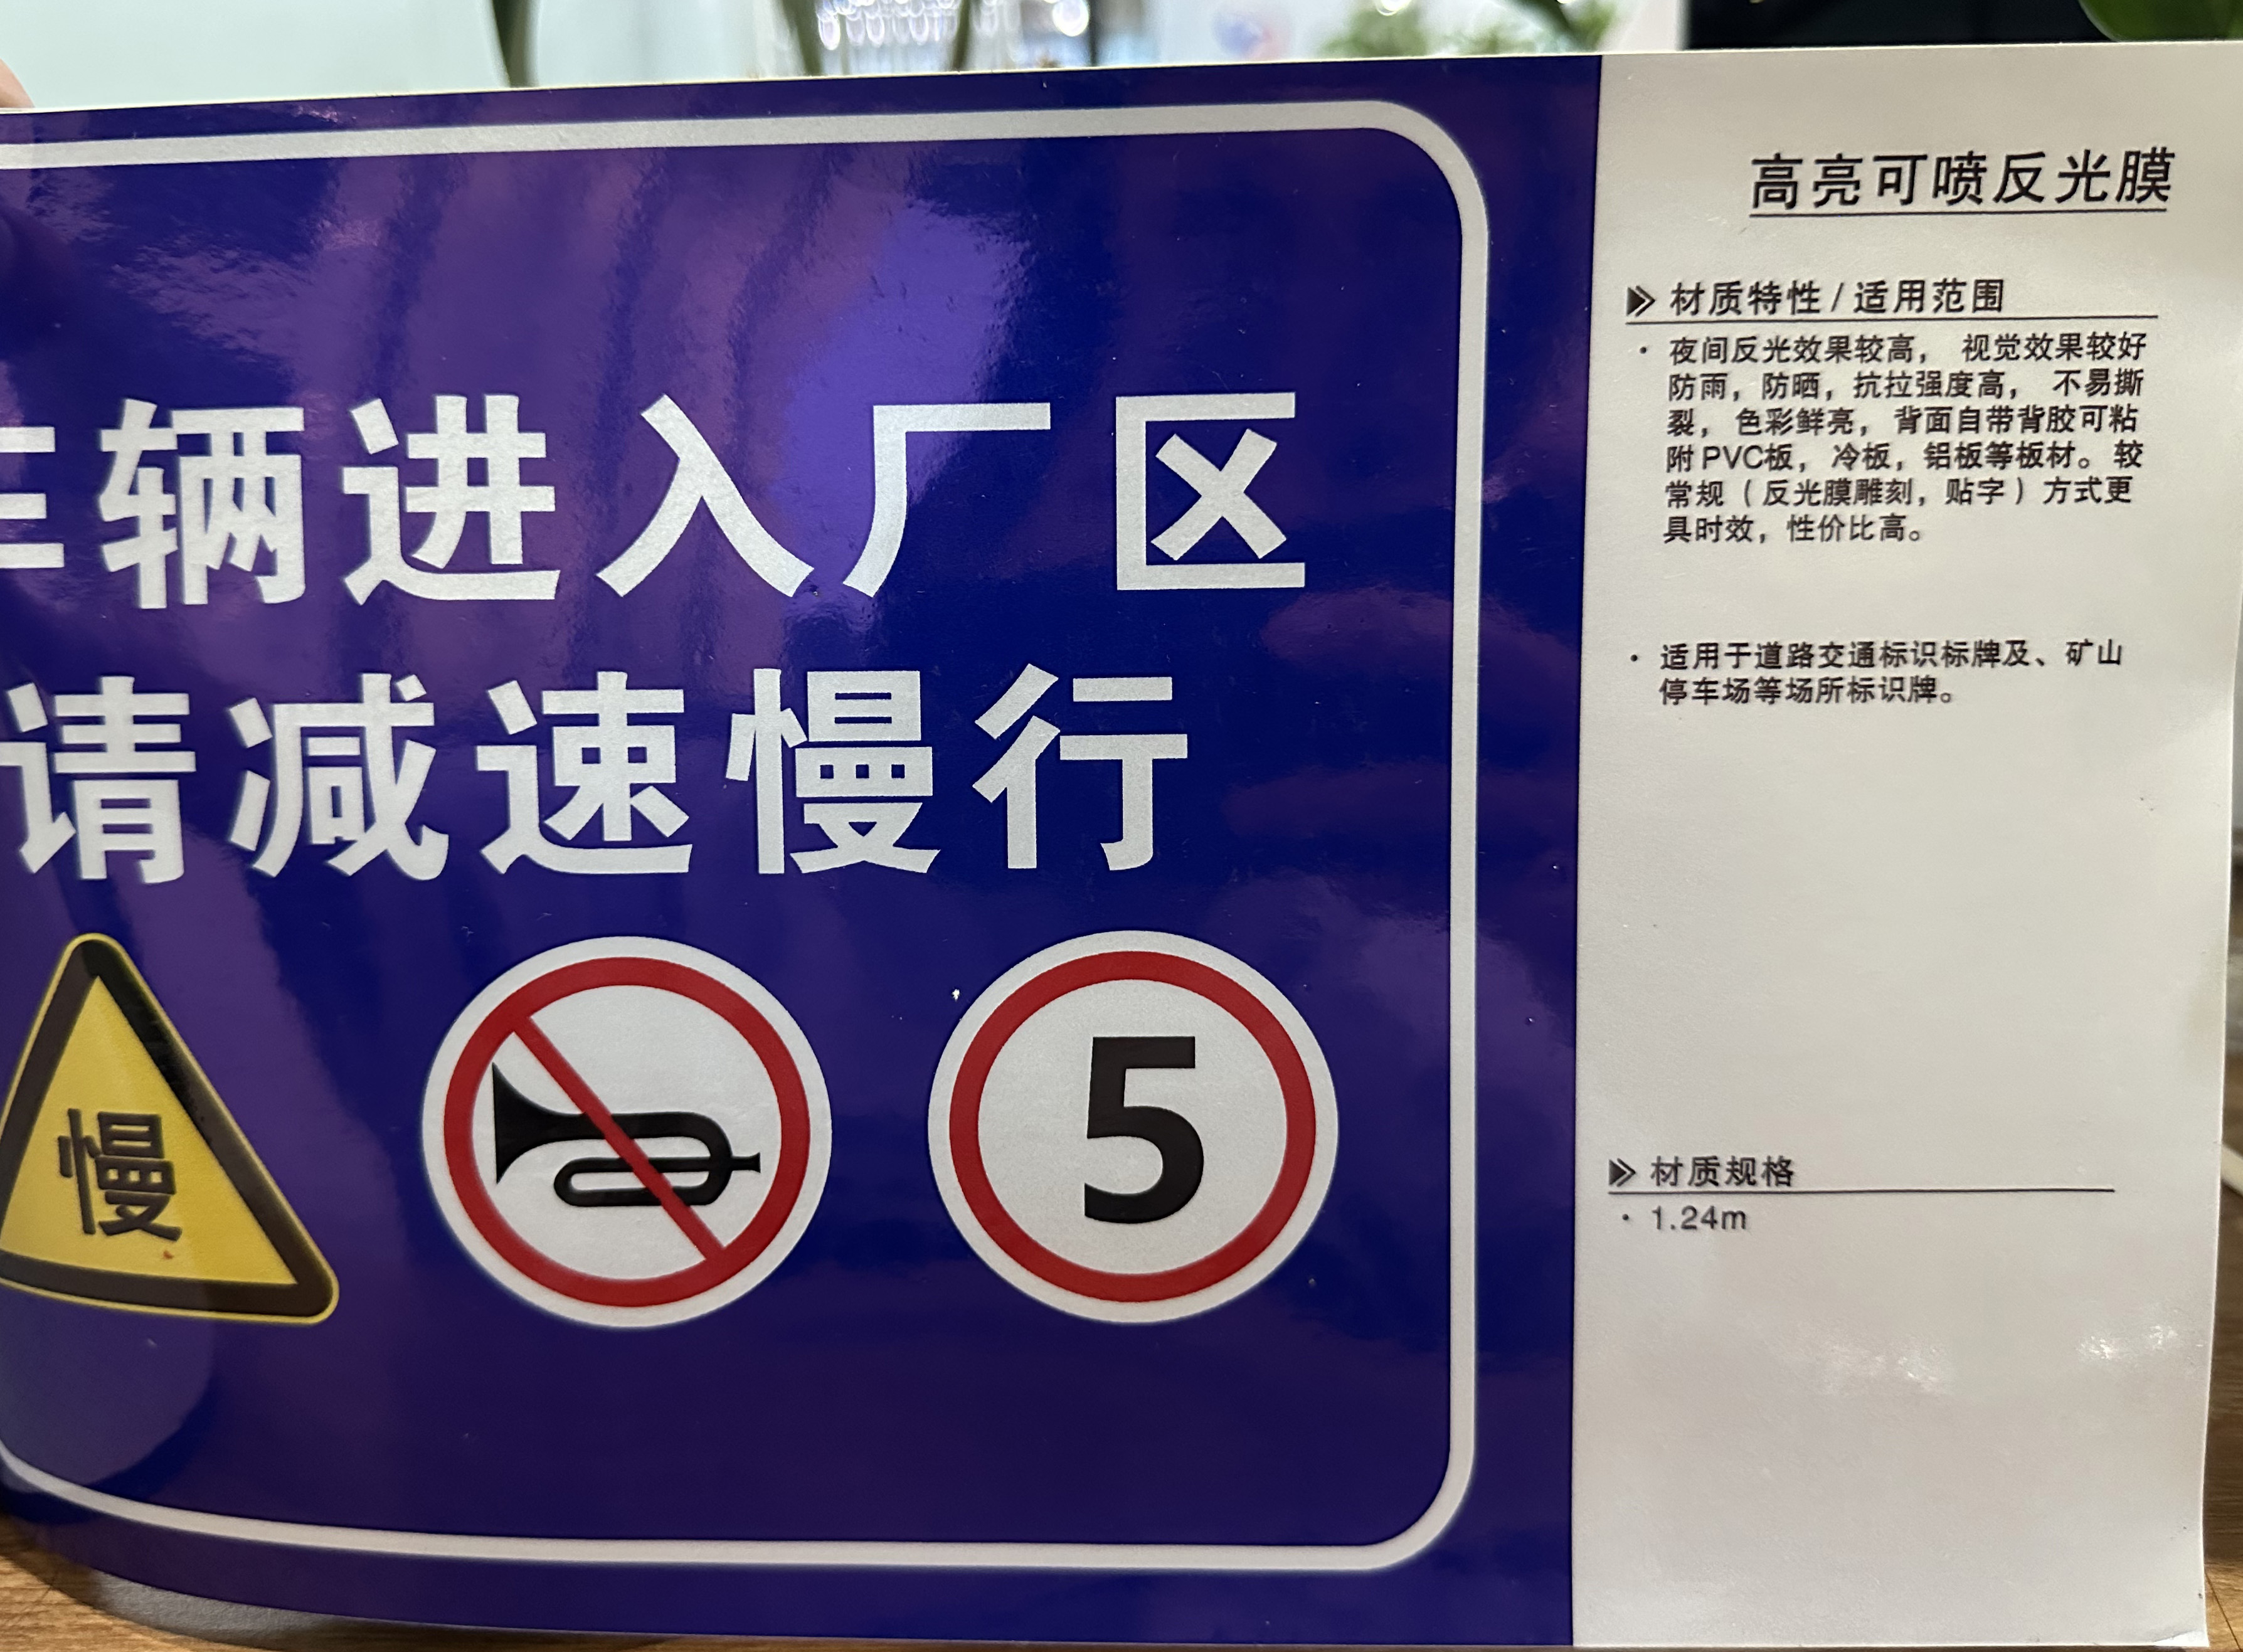 车辆进入厂区
请减速慢行
慢
5
高亮可喷反光膜
材质特性/适用范围
· 夜间反光效果较高， 视觉效果较好
防雨，防晒，抗拉强度高， 不易撕
裂， 色彩鲜亮， 背面自带背胶可粘
附PVC板， 冷板，铝板等板材。较
常规（反光膜雕刻，贴字）方式更
具时效，性价比高。
· 适用于道路交通标识标牌及、矿山
停车场等场所标识牌。
材质规格
· 1.24m